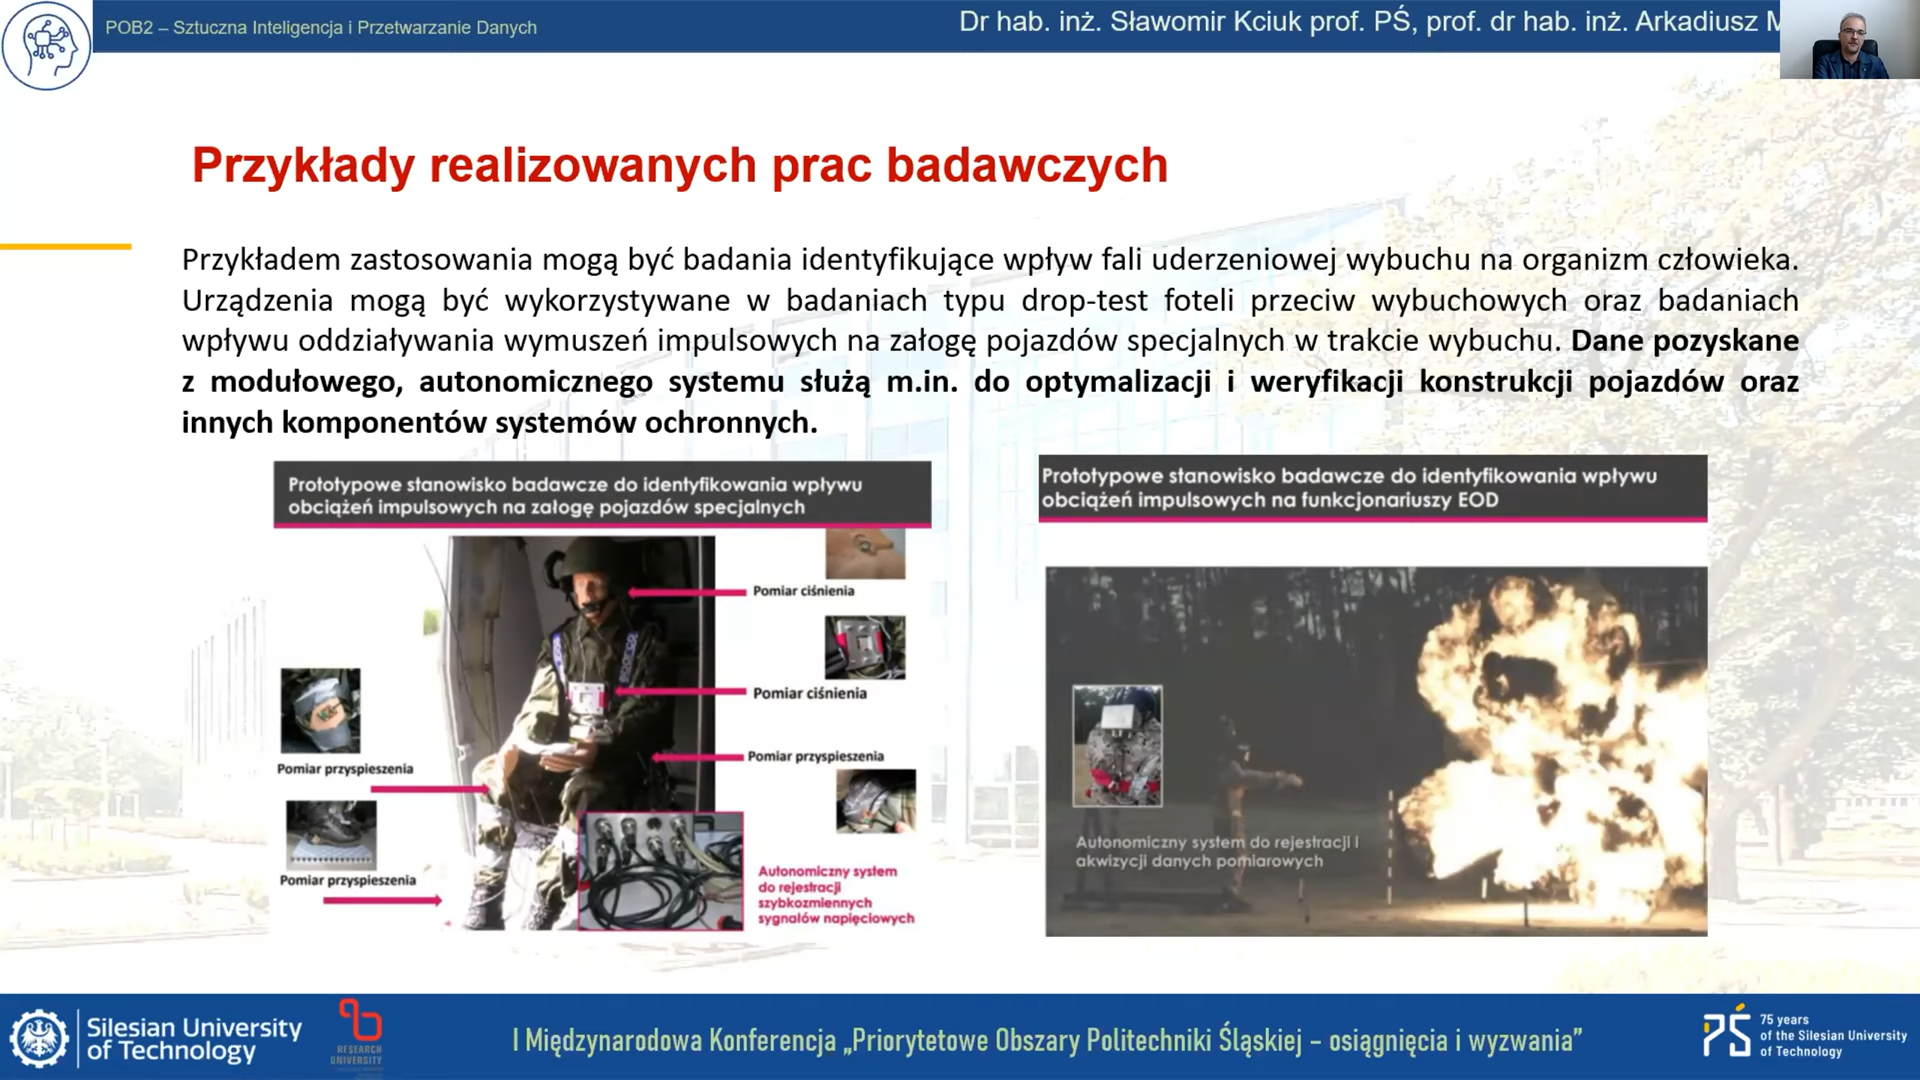 POB2 – Sztuczna Inteligencja i Przetwarzanie Danych
Dr hab. inż. Sławomir Kciuk prof. PŚ, prof. dr hab. inż. Arkadiusz
Przykłady realizowanych prac badawczych
Przykładem zastosowania mogą być badania identyfikujące wpływ fali uderzeniowej wybuchu na organizm człowieka.
Urządzenia mogą być wykorzystywane w badaniach typu drop-test foteli przeciw wybuchowych oraz badaniach
wpływu oddziaływania wymuszeń impulsowych na załogę pojazdów specjalnych w trakcie wybuchu. Dane pozyskane
z modułowego, autonomicznego systemu służą m.in. do optymalizacji i weryfikacji konstrukcji pojazdów oraz
innych komponentów systemów ochronnych.
Prototypowe stanowisko badawcze do identyfikowania wpływu
obciążeń impulsowych na załogę pojazdów specjalnych
Pomiar ciśnienia
Pomiar ciśnienia
Pomiar przyspieszenia
Pomiar przyspieszenia
Pomiar przyspieszenia
Autonomiczny system
do rejestracji
szybkozmiennych
sygnałów napięciowych
Prototypowe stanowisko badawcze do identyfikowania wpływu
obciążeń impulsowych na funkcjonariuszy EOD
Autonomiczny system do rejestracji i
akwizycji danych pomiarowych
Silesian University
of Technology
RESEARCH
UNIVERSITY
I Międzynarodowa Konferencja „Priorytetowe Obszary Politechniki Śląskiej – osiągnięcia i wyzwania”
PŚ
75 years
of the Silesian University
of Technology